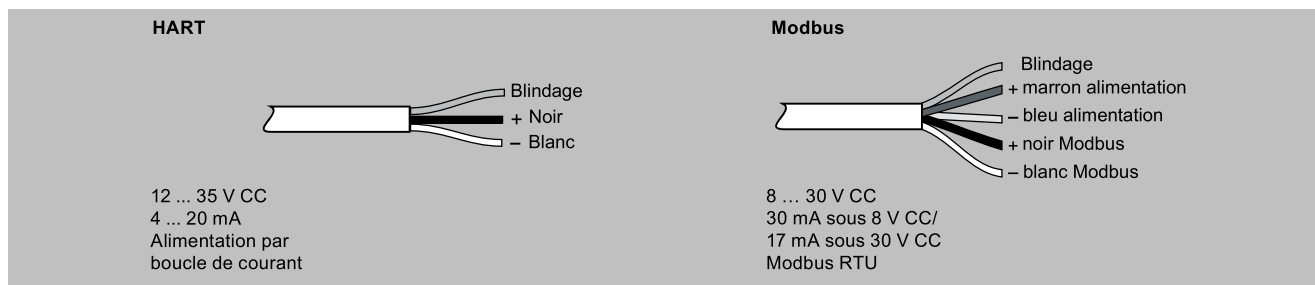 HART
Blindage
+ Noir
– Blanc
12 ... 35 V CC
4 ... 20 mA
Alimentation par
boucle de courant
Modbus
Blindage
+ marron alimentation
– bleu alimentation
+ noir Modbus
– blanc Modbus
8 … 30 V CC
30 mA sous 8 V CC/
17 mA sous 30 V CC
Modbus RTU